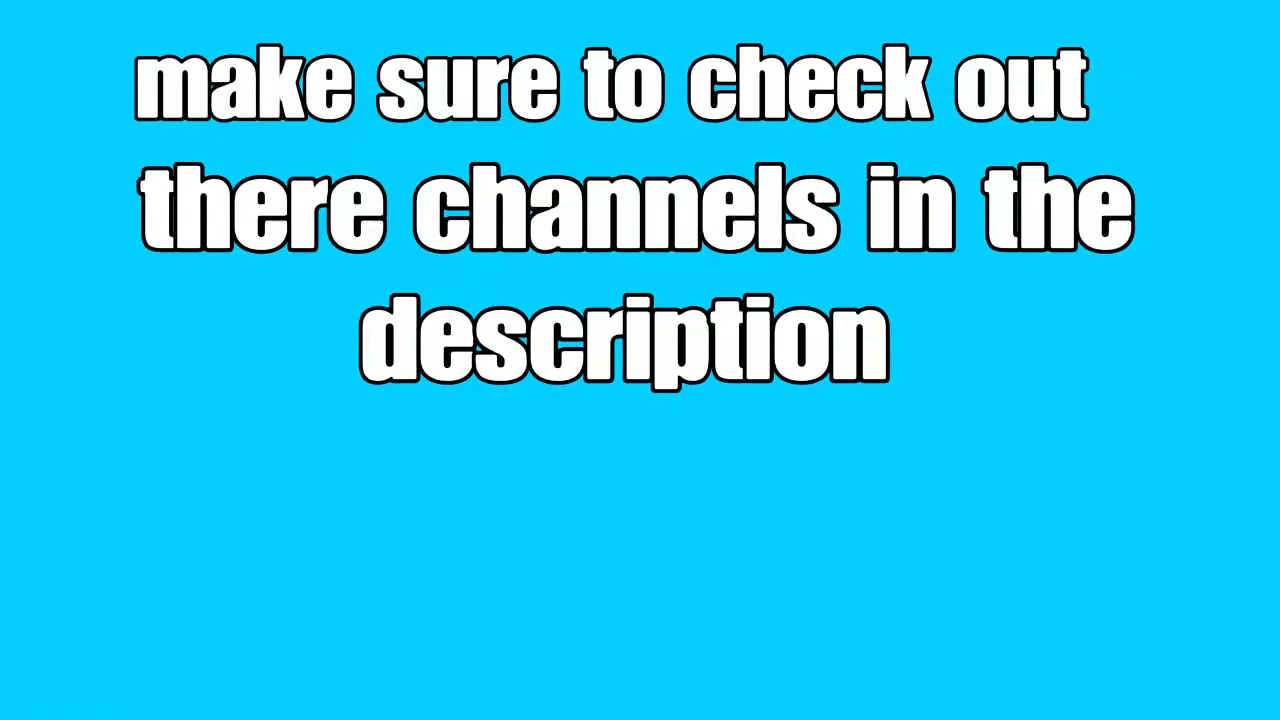 make sure to check out
there channels in the
description